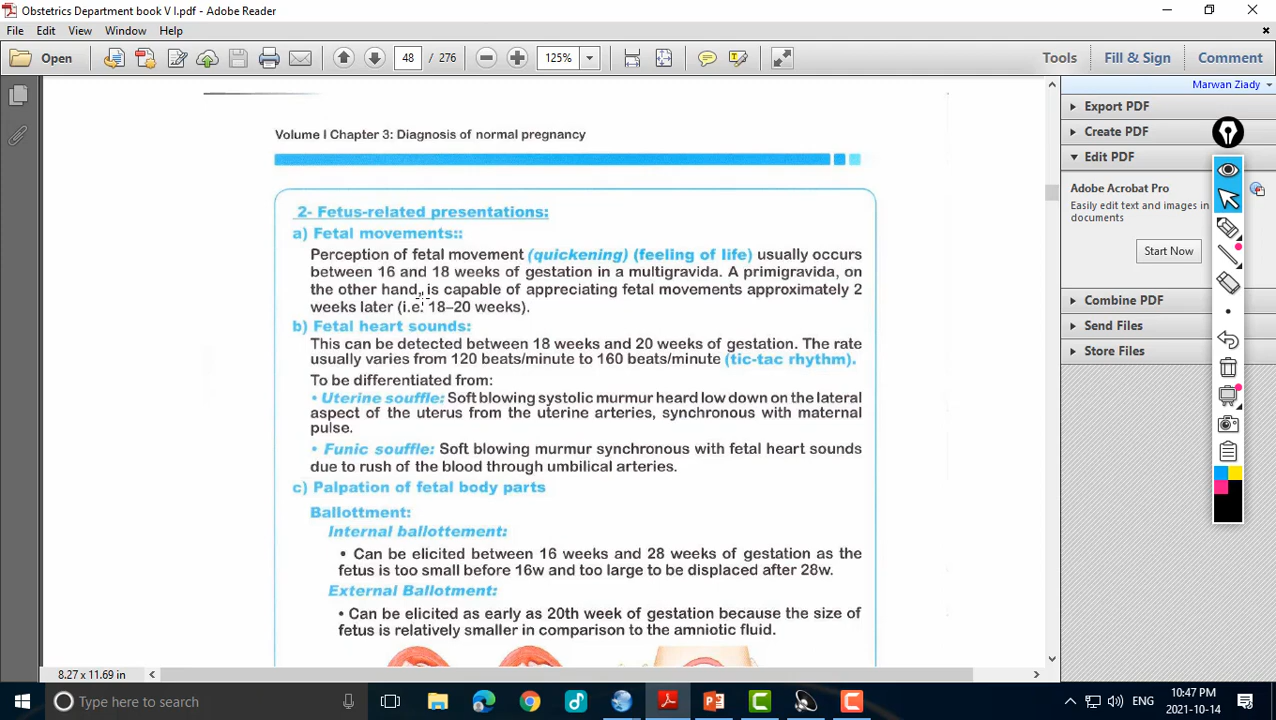 Obstetrics Department book V I.pdf - Adobe Reader
File Edit View Window Help
Open 48 / 276 125% Tools Fill & Sign Comment
Marwan Ziady
Export PDF
Create PDF
Edit PDF
Adobe Acrobat Pro
Easily edit text and images in
documents
Start Now
Combine PDF
Send Files
Store Files
Volume I Chapter 3: Diagnosis of normal pregnancy
2- Fetus-related presentations:
a) Fetal movements::
Perception of fetal movement (quickening) (feeling of life) usually occurs
between 16 and 18 weeks of gestation in a multigravida. A primigravida, on
the other hand, is capable of appreciating fetal movements approximately 2
weeks later (i.e. 18–20 weeks).
b) Fetal heart sounds:
This can be detected between 18 weeks and 20 weeks of gestation. The rate
usually varies from 120 beats/minute to 160 beats/minute (tic-tac rhythm).
To be differentiated from:
• Uterine souffle: Soft blowing systolic murmur heard low down on the lateral
aspect of the uterus from the uterine arteries, synchronous with maternal
pulse.
• Funic souffle: Soft blowing murmur synchronous with fetal heart sounds
due to rush of the blood through umbilical arteries.
c) Palpation of fetal body parts
Ballottment:
Internal ballottement:
• Can be elicited between 16 weeks and 28 weeks of gestation as the
fetus is too small before 16w and too large to be displaced after 28w.
External Ballotment:
• Can be elicited as early as 20th week of gestation because the size of
fetus is relatively smaller in comparison to the amniotic fluid.
8.27 x 11.69 in
Type here to search
ENG
10:47 PM
2021-10-14